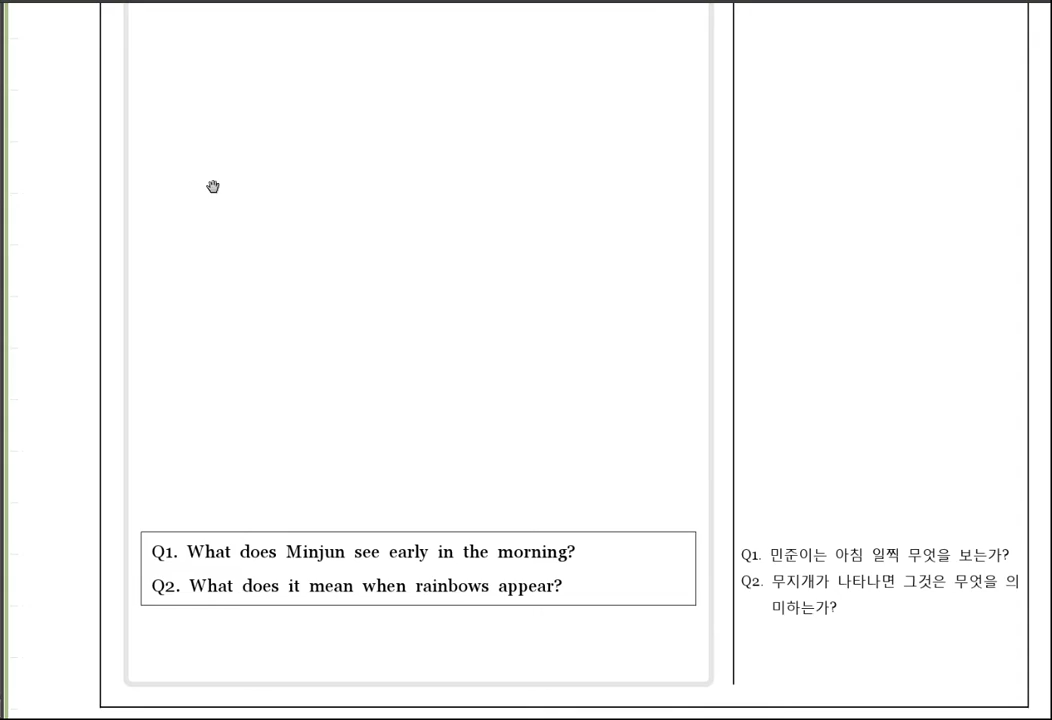 Q1. What does Minjun see early in the morning?
Q2. What does it mean when rainbows appear?
Q1. 민준이는 아침 일찍 무엇을 보는가?
Q2. 무지개가 나타나면 그것은 무엇을 의
미하는가?